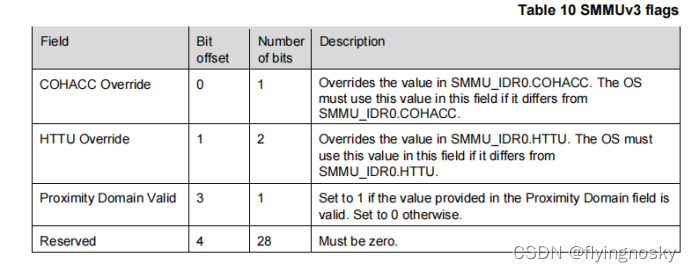 Table 10 SMMUv3 flags
Field Bit offset Number of bits Description
COHACC Override 0 1 Overrides the value in SMMU_IDR0.COHACC. The OS
must use this value in this field if it differs from
SMMU_IDR0.COHACC.
HTTU Override 1 2 Overrides the value in SMMU_IDR0.HTTU. The OS must
use this value in this field if it differs from
SMMU_IDR0.HTTU.
Proximity Domain Valid 3 1 Set to 1 if the value provided in the Proximity Domain field is
valid. Set to 0 otherwise.
Reserved 4 28 Must be zero.
CSDN @flyingnosky